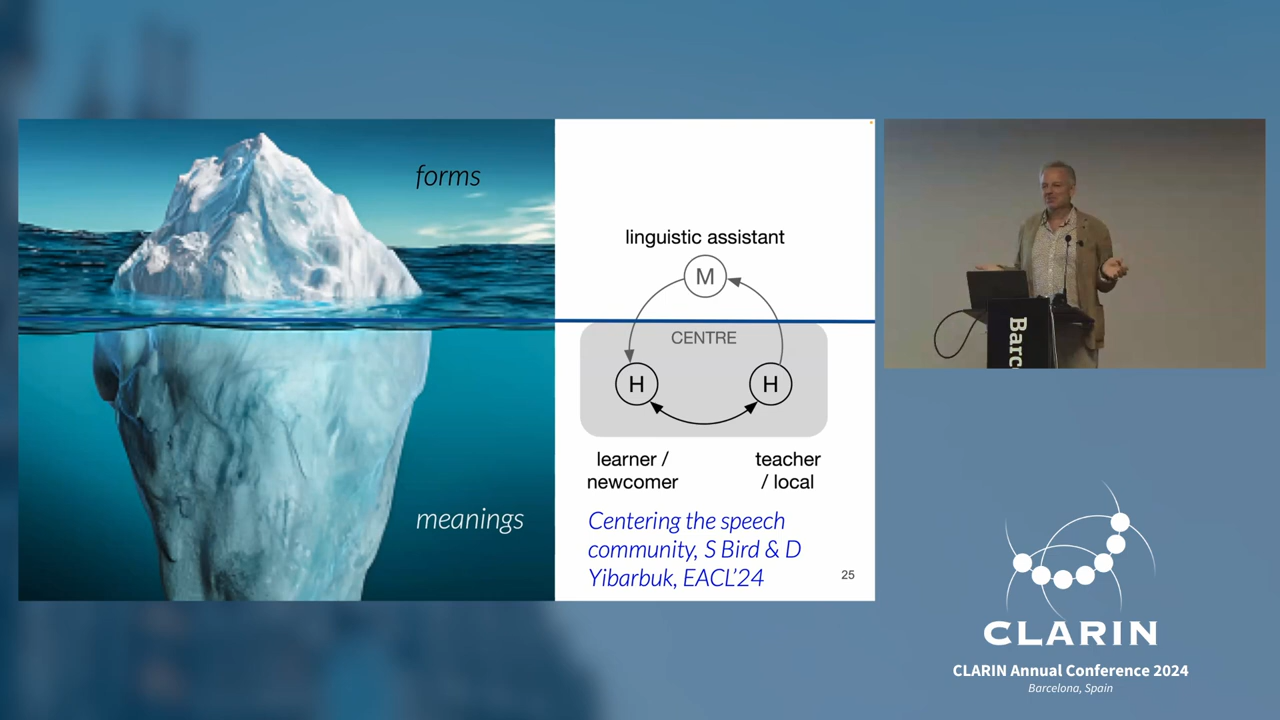 forms
meanings
linguistic assistant
M
CENTRE
H
H
learner /
newcomer
teacher
/ local
Centering the speech
community, S Bird & D
Yibarbuk, EACL'24
25
Barc
CLARIN
CLARIN Annual Conference 2024
Barcelona, Spain